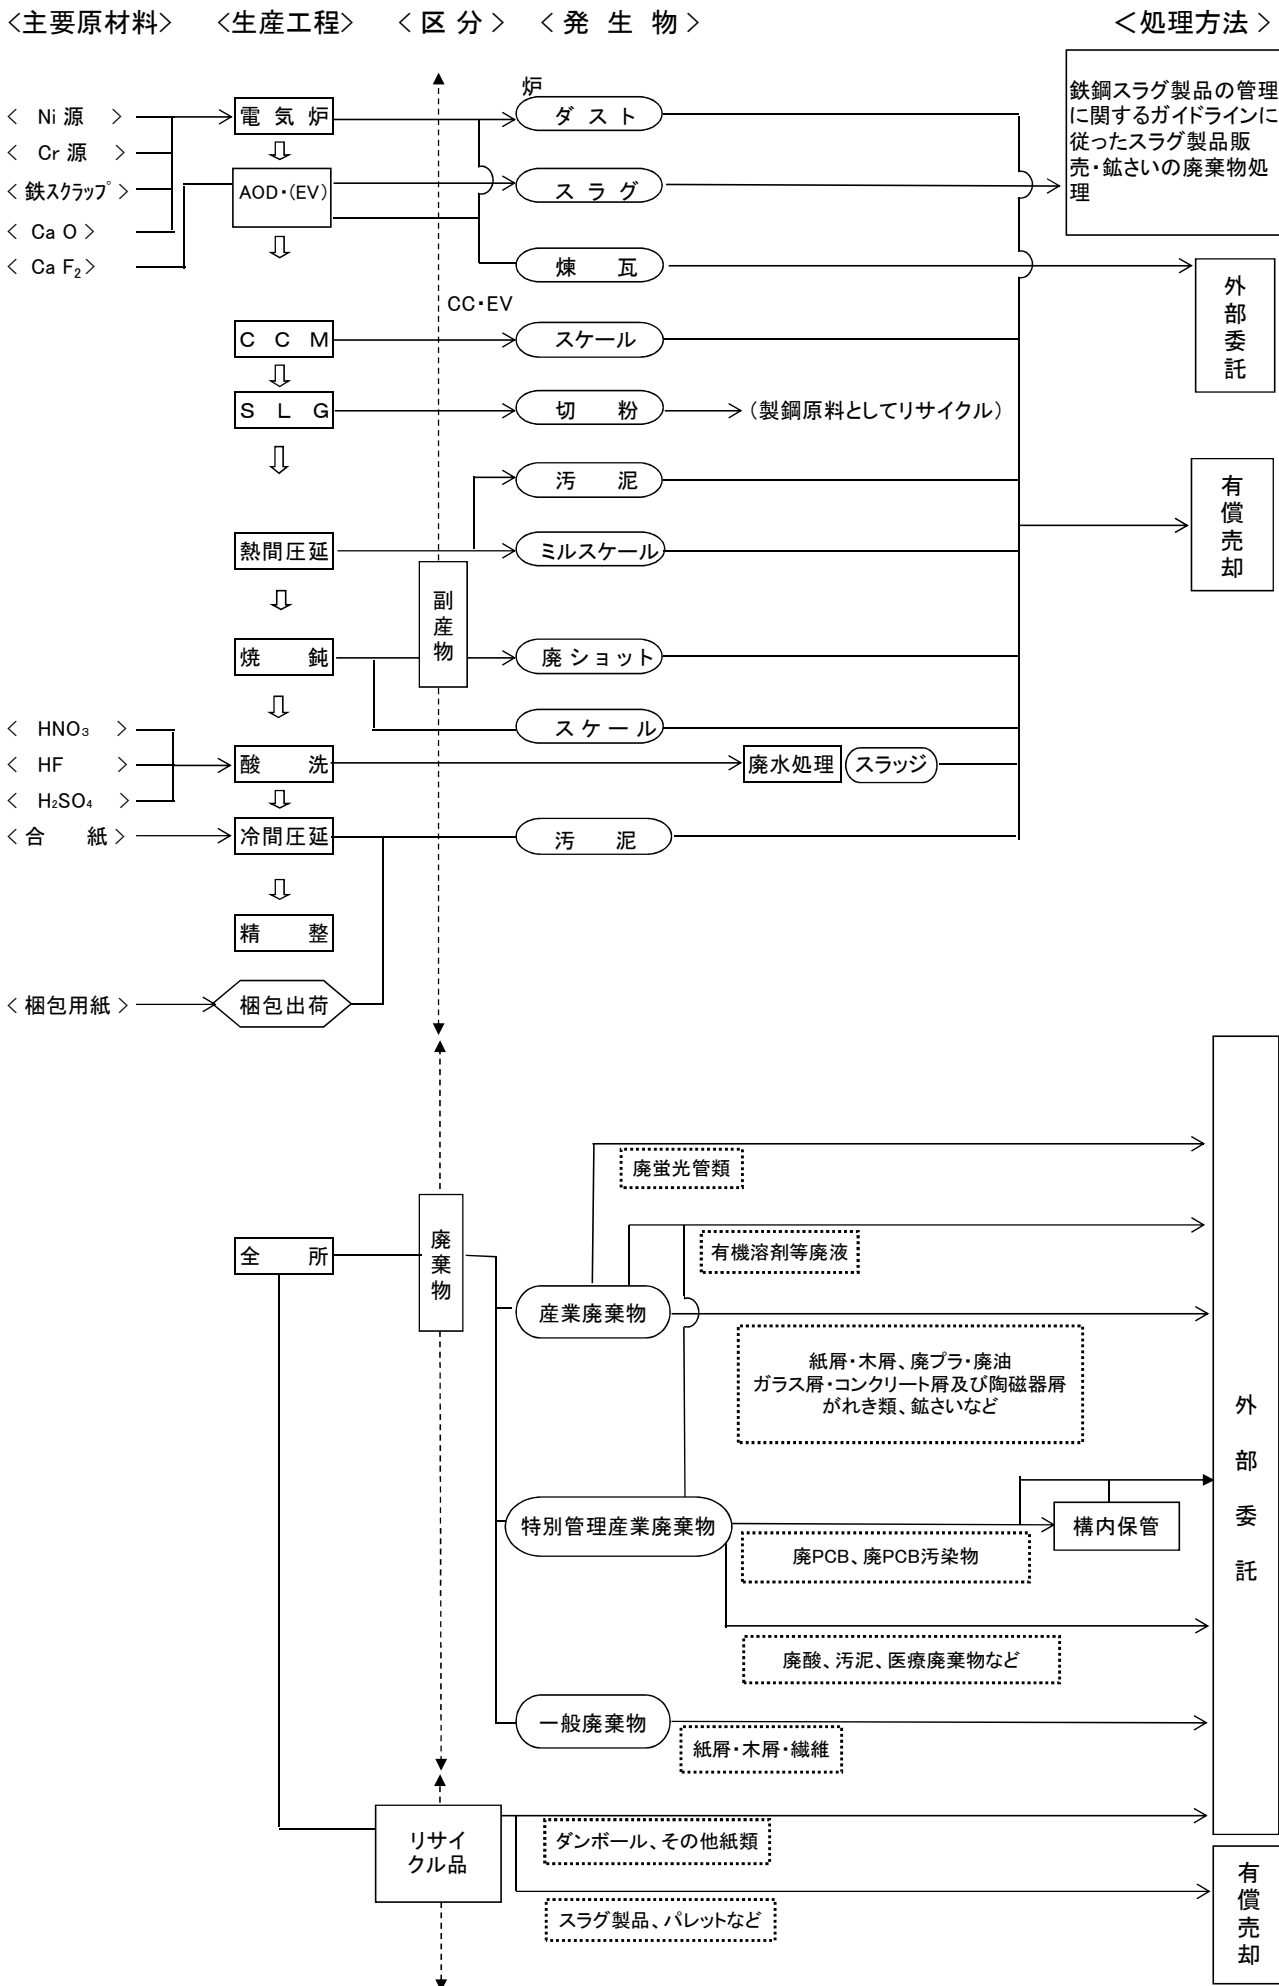 <主要原材料> <生産工程> < 区 分 > < 発 生 物 > <処理方法 >
炉
< Ni 源 >
電 気 炉
ダ ス ト
鉄鋼スラグ製品の管理
に関するガイドラインに
従ったスラグ製品販
売・鉱さいの廃棄物処
理
< Cr 源 >
< 鉄スクラップ >
AOD・(EV)
ス ラ グ
< Ca O >
< Ca F₂>
煉 瓦
外
部
委
託
CC・EV
C C M
スケール
S L G
切 粉
(製鋼原料としてリサイクル)
汚 泥
有
償
売
却
熱間圧延
ミルスケール
副
産
物
焼 鈍
廃 ショット
< HNO₃ >
スケール
< HF >
酸 洗
廃水処理
スラッジ
< H₂SO₄ >
< 合 紙 >
冷間圧延
汚 泥
精 整
< 梱包用紙 >
梱包出荷
廃蛍光管類
全 所
廃
棄
物
有機溶剤等廃液
産業廃棄物
紙屑・木屑、廃プラ・廃油
ガラス屑・コンクリート屑及び陶磁器屑
がれき類、鉱さいなど
外
部
委
託
特別管理産業廃棄物
構内保管
廃PCB、廃PCB汚染物
廃酸、汚泥、医療廃棄物など
一般廃棄物
紙屑・木屑・繊維
リサイ
クル品
ダンボール、その他紙類
スラグ製品、パレットなど
有
償
売
却